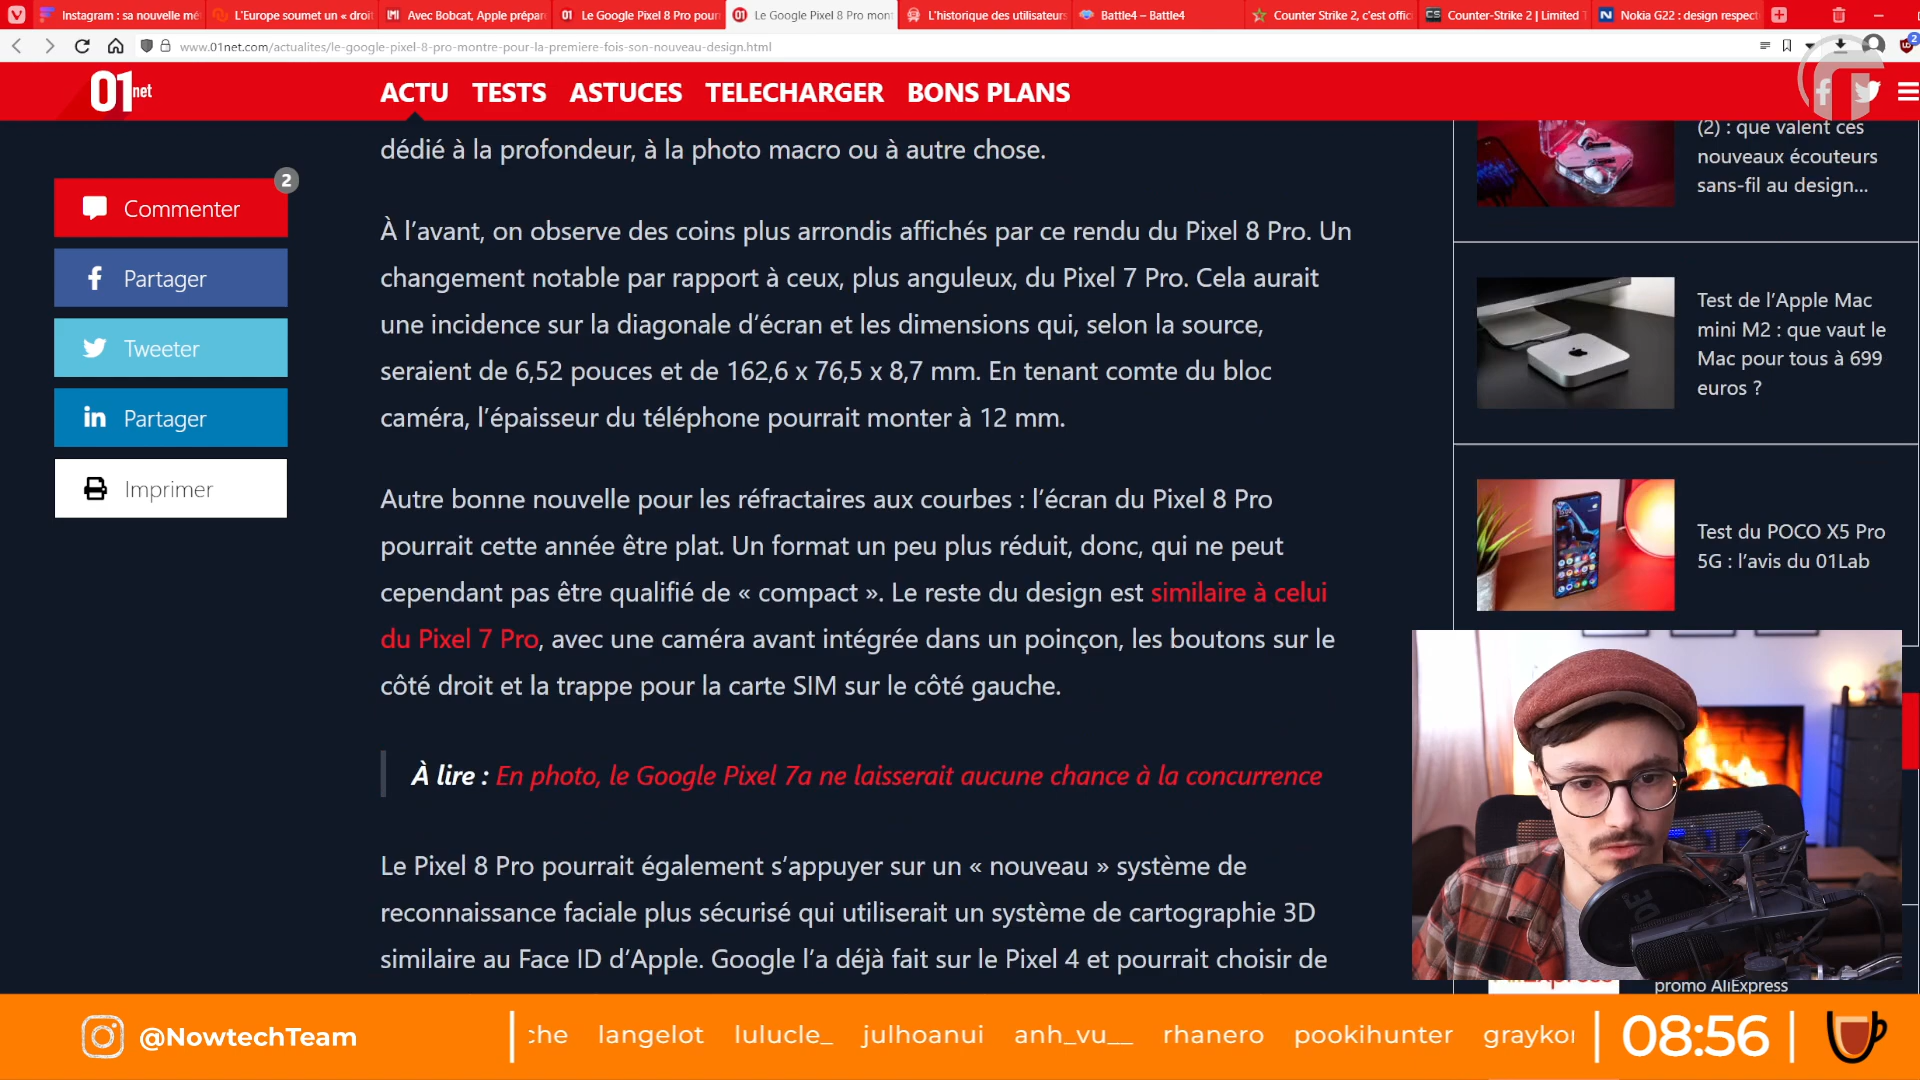 Instagram : sa nouvelle mé
L'Europe soumet un « droit
Avec Bobcat, Apple prépar
Le Google Pixel 8 Pro pour
Le Google Pixel 8 Pro mont
L'historique des utilisateurs
Battle4 – Battle4
Counter Strike 2, c'est offic
Counter-Strike 2 | Limited T
Nokia G22 : design respect
www.01net.com/actualites/le-google-pixel-8-pro-montre-pour-la-premiere-fois-son-nouveau-design.html
2
01net
ACTU
TESTS
ASTUCES
TELECHARGER
BONS PLANS
2
Commenter
Partager
Tweeter
Partager
Imprimer
dédié à la profondeur, à la photo macro ou à autre chose.
À l'avant, on observe des coins plus arrondis affichés par ce rendu du Pixel 8 Pro. Un
changement notable par rapport à ceux, plus anguleux, du Pixel 7 Pro. Cela aurait
une incidence sur la diagonale d'écran et les dimensions qui, selon la source,
seraient de 6,52 pouces et de 162,6 x 76,5 x 8,7 mm. En tenant comte du bloc
caméra, l'épaisseur du téléphone pourrait monter à 12 mm.
Autre bonne nouvelle pour les réfractaires aux courbes : l'écran du Pixel 8 Pro
pourrait cette année être plat. Un format un peu plus réduit, donc, qui ne peut
cependant pas être qualifié de « compact ». Le reste du design est similaire à celui
du Pixel 7 Pro, avec une caméra avant intégrée dans un poinçon, les boutons sur le
côté droit et la trappe pour la carte SIM sur le côté gauche.
À lire : En photo, le Google Pixel 7a ne laisserait aucune chance à la concurrence
Le Pixel 8 Pro pourrait également s'appuyer sur un « nouveau » système de
reconnaissance faciale plus sécurisé qui utiliserait un système de cartographie 3D
similaire au Face ID d'Apple. Google l'a déjà fait sur le Pixel 4 et pourrait choisir de
(2) : que valent ces
nouveaux écouteurs
sans-fil au design...
Test de l'Apple Mac
mini M2 : que vaut le
Mac pour tous à 699
euros ?
Test du POCO X5 Pro
5G : l'avis du 01Lab
promo AliExpress
@NowtechTeam
che
langelot
lulucle_
julhoanui
anh_vu__
rhanero
pookihunter
graykor
08:56